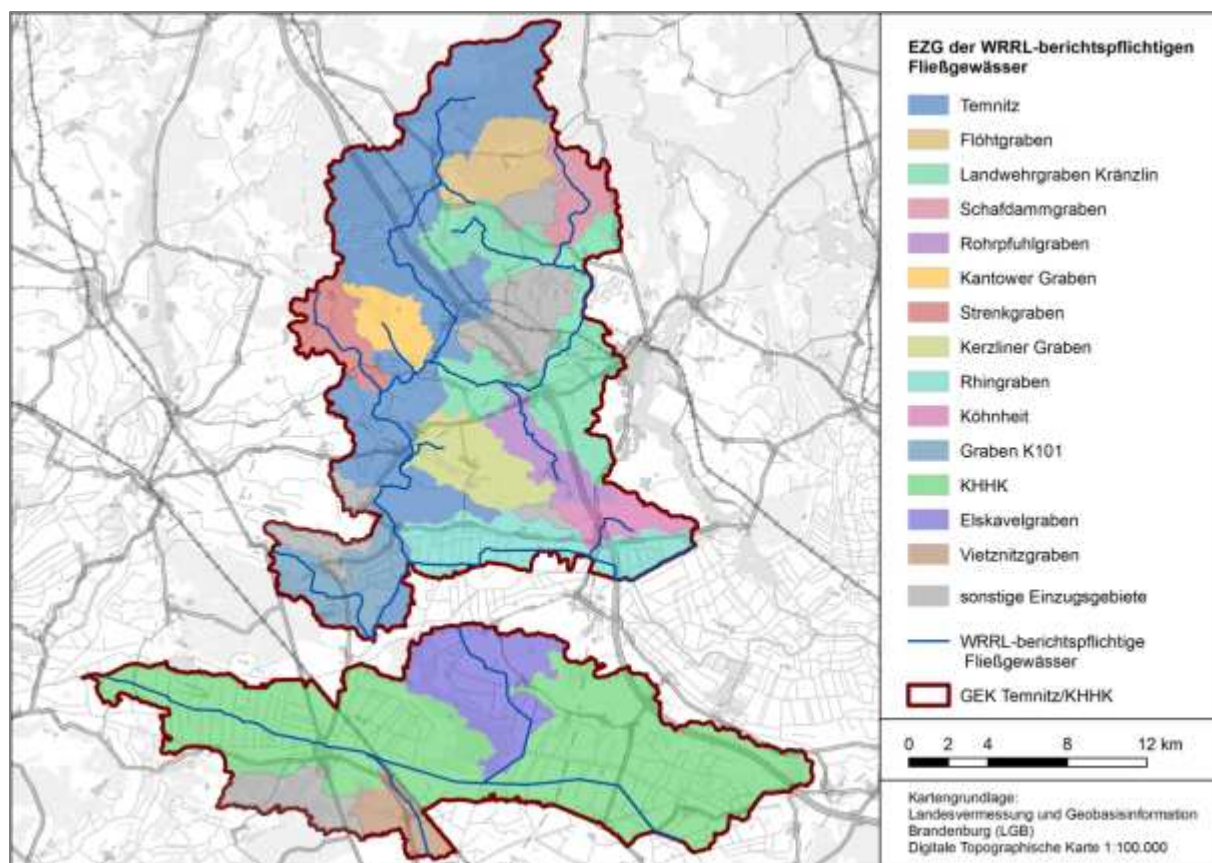 EZG der WRRL-berichtspflichtigen
Fließgewässer
Temnitz
Flöhtgraben
Landwehrgraben Kränzlin
Schafdammgraben
Rohrpfuhlgraben
Kantower Graben
Strenkgraben
Kerzliner Graben
Rhingraben
Köhnheit
Graben K101
KHHK
Elskavelgraben
Vietznitzgraben
sonstige Einzugsgebiete
WRRL-berichtspflichtige
Fließgewässer
GEK Temnitz/KHHK
0 2 4 8 12 km
Kartengrundlage:
Landesvermessung und Geobasisinformation
Brandenburg (LGB)
Digitale Topographische Karte 1:100.000